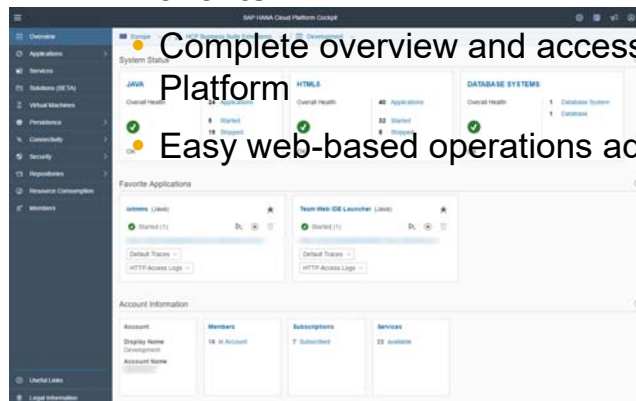 SAP HANA Cloud Platform Cockpit
Overview
Applications
Services
Solutions (BETA)
Virtual Machines
Persistence
Connectivity
Security
Repositories
Resource Consumption
Members
Useful Links
Legal Information
Europe
HCP Business Suite Extensions
Development
System Status
• Complete overview and access
Platform
• Easy web-based operations ad
JAVA
Overall Health
24 Applications
8 Started
19 Stopped
OK
HTML5
Overall Health
40 Applications
32 Started
8 Stopped
DATABASE SYSTEMS
Overall Health
1 Database System
1 Database
Favorite Applications
(Java)
Started (1)
Default Traces
HTTP Access Logs
Team Web IDE Launcher (Java)
Started (1)
Default Traces
HTTP Access Logs
Account Information
Account
Display Name
Development
Account Name
Members
16 in Account
Subscriptions
7 Subscribed
Services
22 available